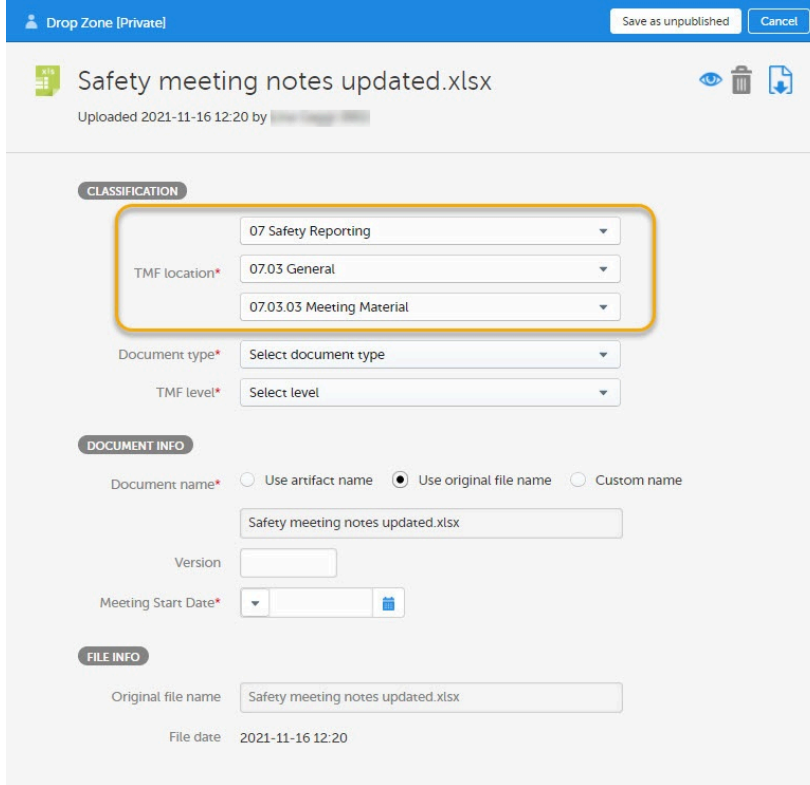 Drop Zone [Private]
Save as unpublished
Cancel
xls
Safety meeting notes updated.xlsx
Uploaded 2021-11-16 12:20 by
CLASSIFICATION
TMF location*
07 Safety Reporting
07.03 General
07.03.03 Meeting Material
Document type* Select document type
TMF level* Select level
DOCUMENT INFO
Document name* Use artifact name Use original file name Custom name
Safety meeting notes updated.xlsx
Version
Meeting Start Date*
FILE INFO
Original file name Safety meeting notes updated.xlsx
File date 2021-11-16 12:20